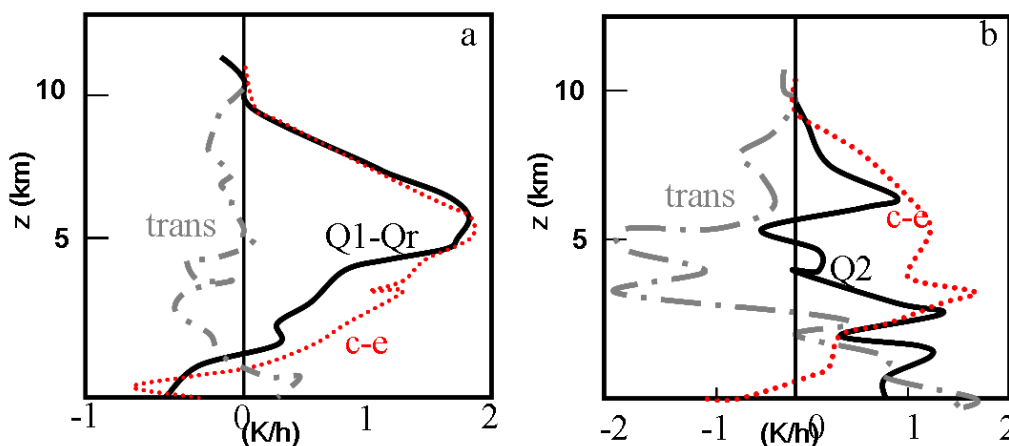 a
z (km)
10
5
trans
Q1-Qr
c-e
-1 0 1 2
(K/h)
b
z (km)
10
5
trans
c-e
Q2
-2 -1 0 1 2
(K/h)